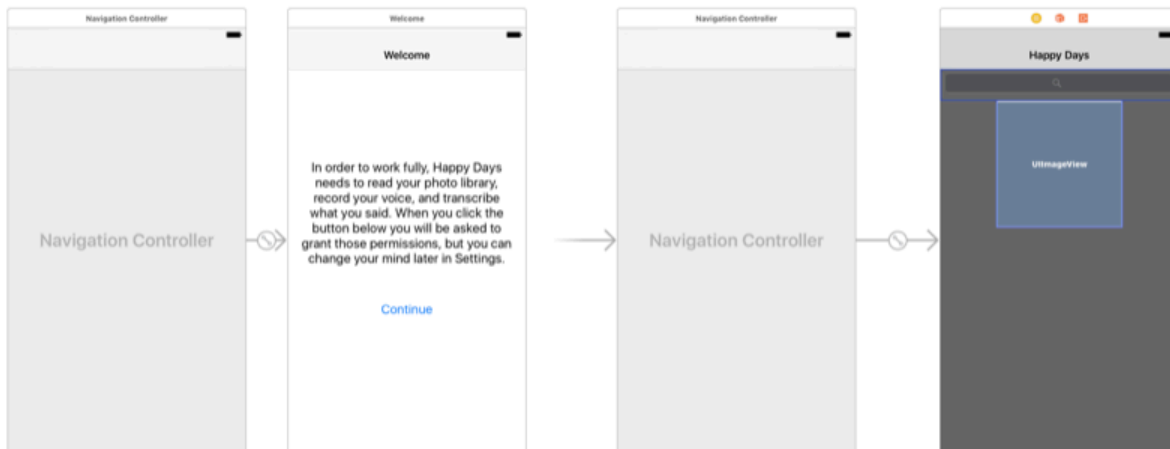 Navigation Controller
Welcome
Navigation Controller
Welcome
Happy Days
UIImageView
In order to work fully, Happy Days
needs to read your photo library,
record your voice, and transcribe
what you said. When you click the
button below you will be asked to
grant those permissions, but you can
change your mind later in Settings.
Navigation Controller
Navigation Controller
Continue